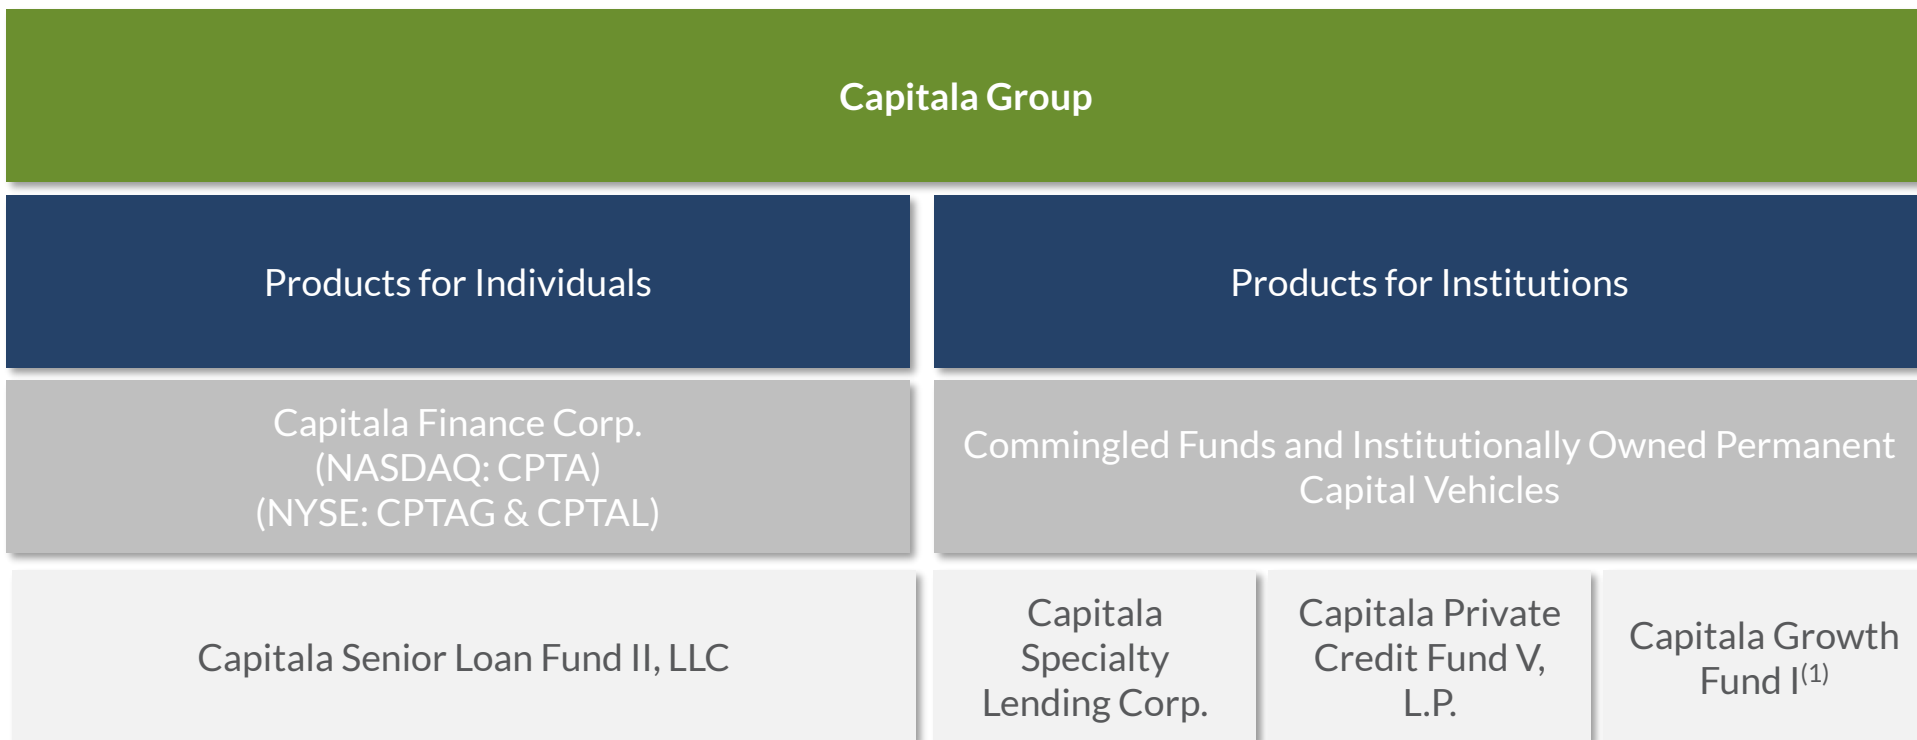 Capitala Group
Products for Individuals
Products for Institutions
Capitala Finance Corp.
(NASDAQ: CPTA)
(NYSE: CPTAG & CPTAL)
Commingled Funds and Institutionally Owned Permanent
Capital Vehicles
Capitala Senior Loan Fund II, LLC
Capitala
Specialty
Lending Corp.
Capitala Private
Credit Fund V,
L.P.
Capitala Growth
Fund I(1)